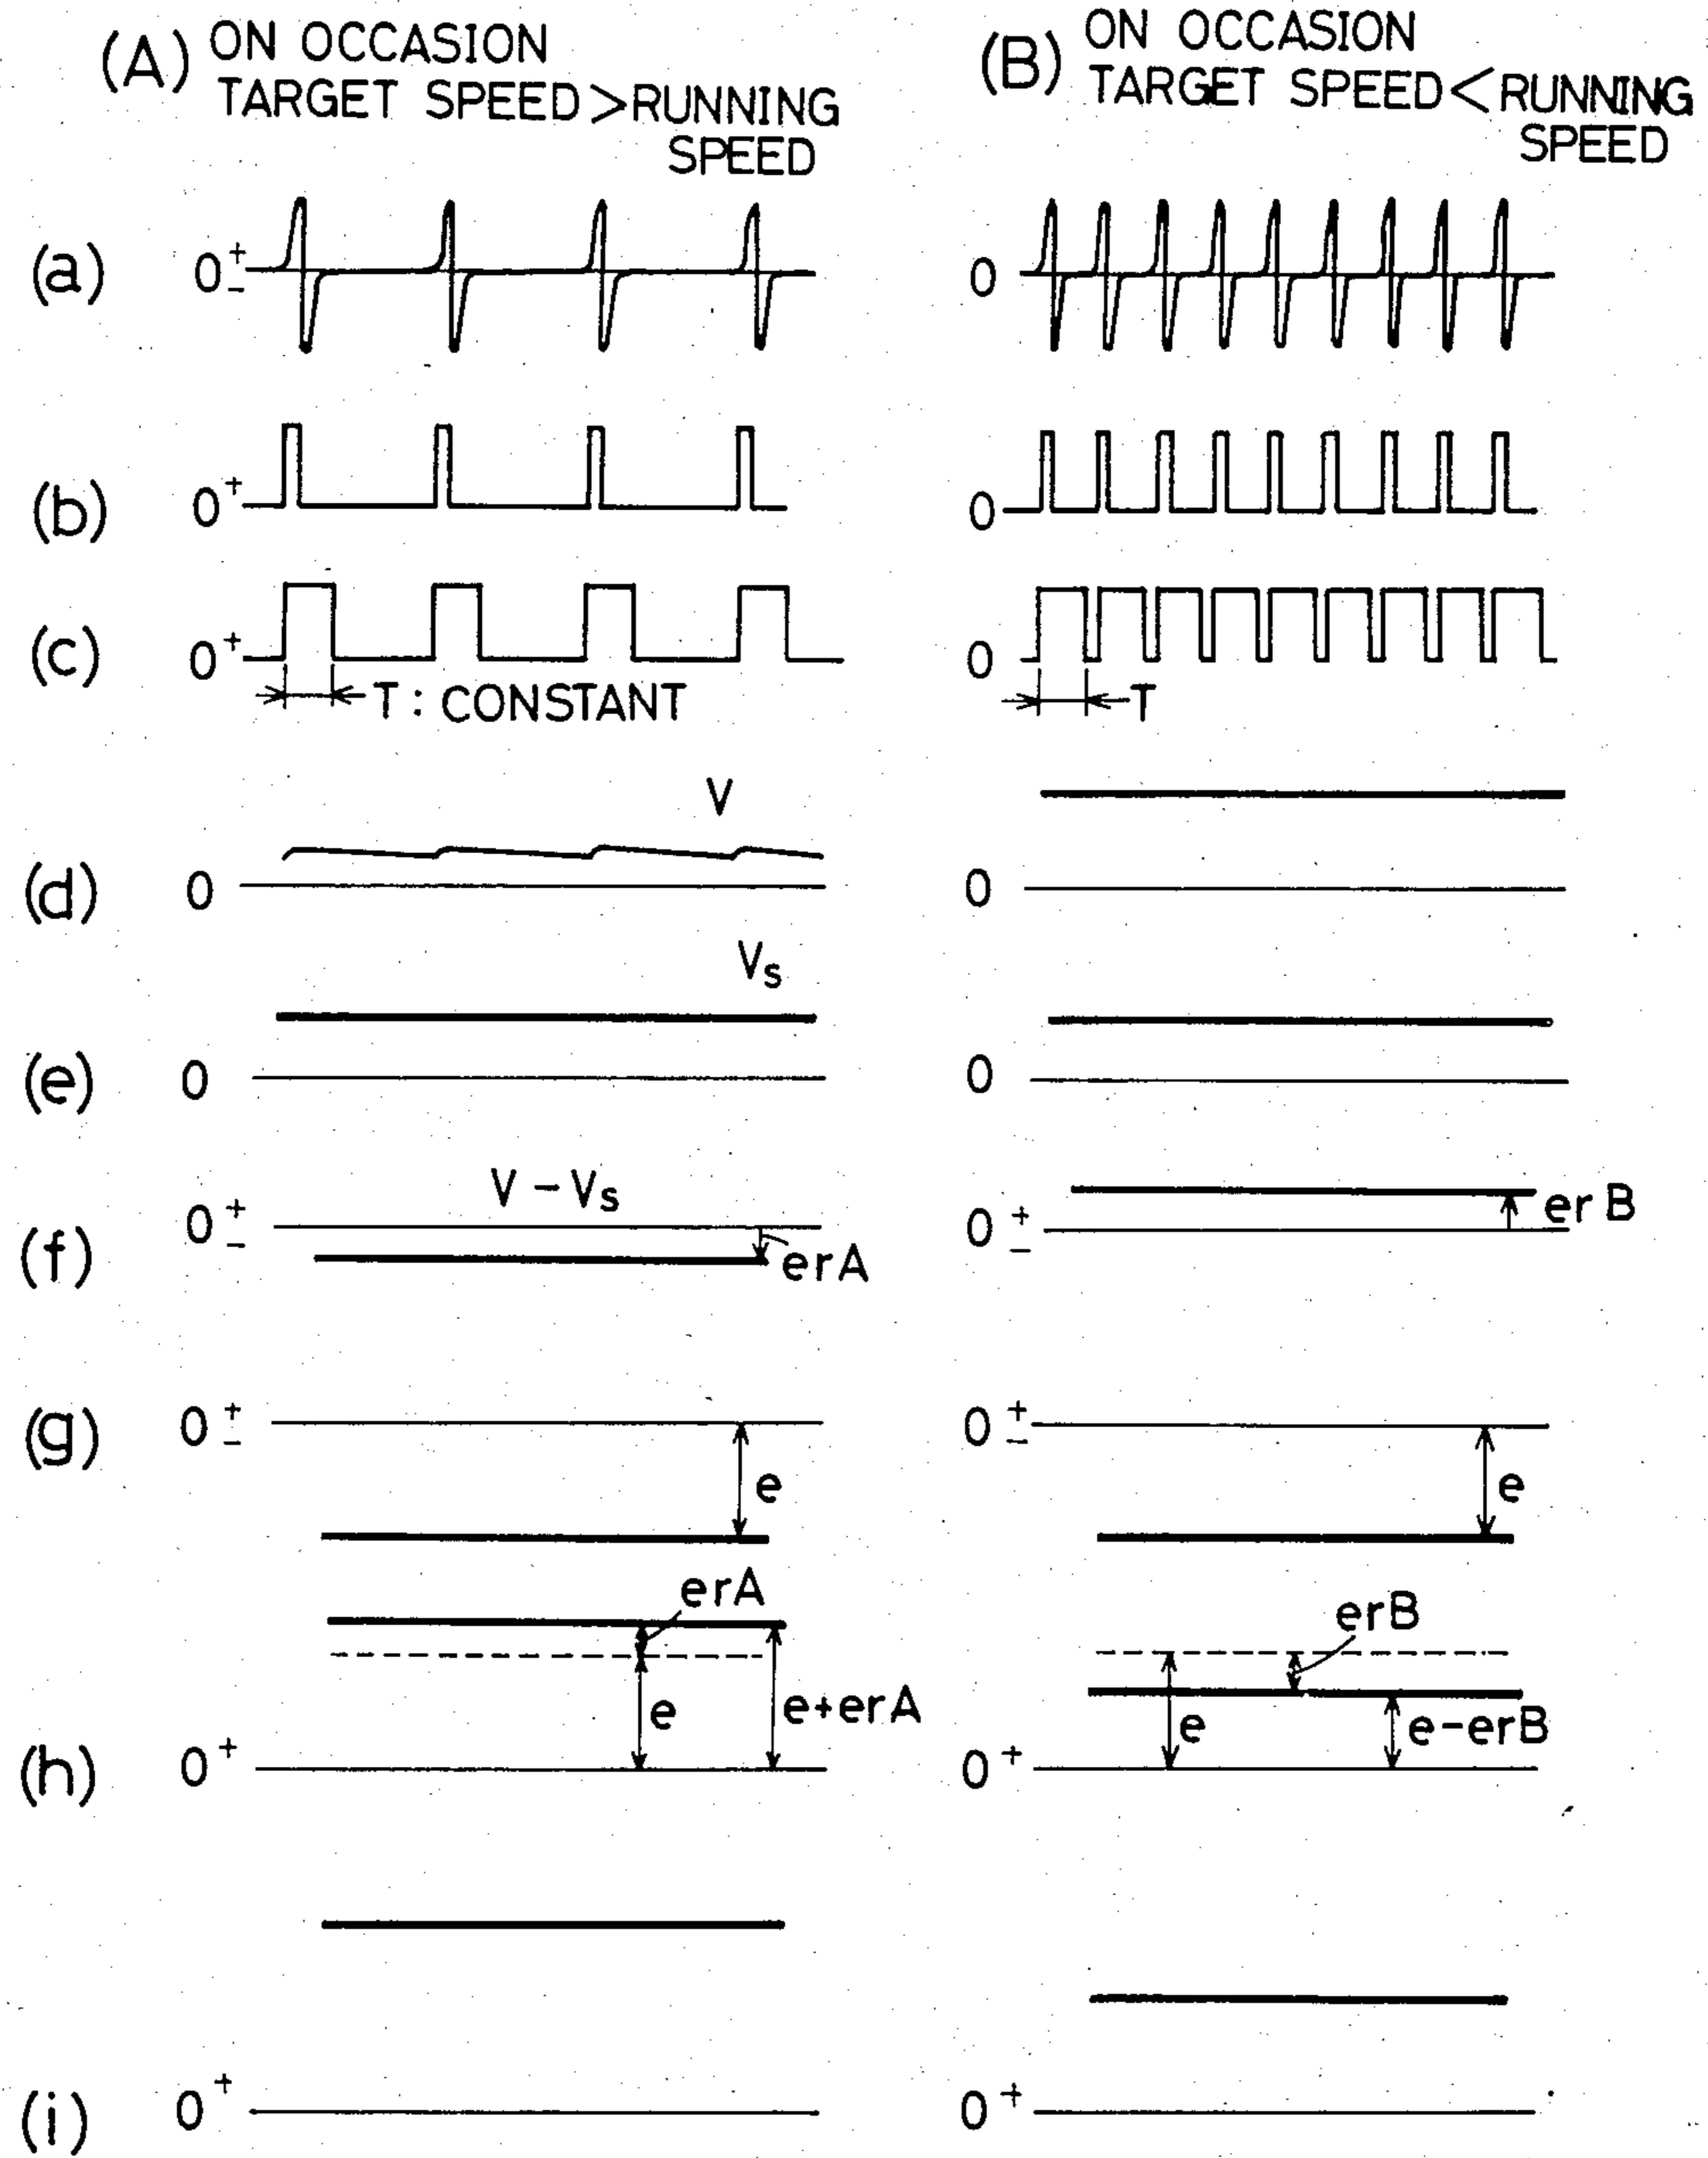 (A) ON OCCASION
TARGET SPEED > RUNNING
SPEED
(B) ON OCCASION
TARGET SPEED < RUNNING
SPEED
(a) 0 + - 0
(b) 0 + 0
(c) 0 + 0
T : CONSTANT T
V
(d) 0 0
Vs
(e) 0 0
V - Vs
(f) 0 + - erA 0 + - erB
(g) 0 + - e 0 + - e
erA erB
e e+erA e e-erB
(h) 0 + 0 +
(i) 0 + 0 +